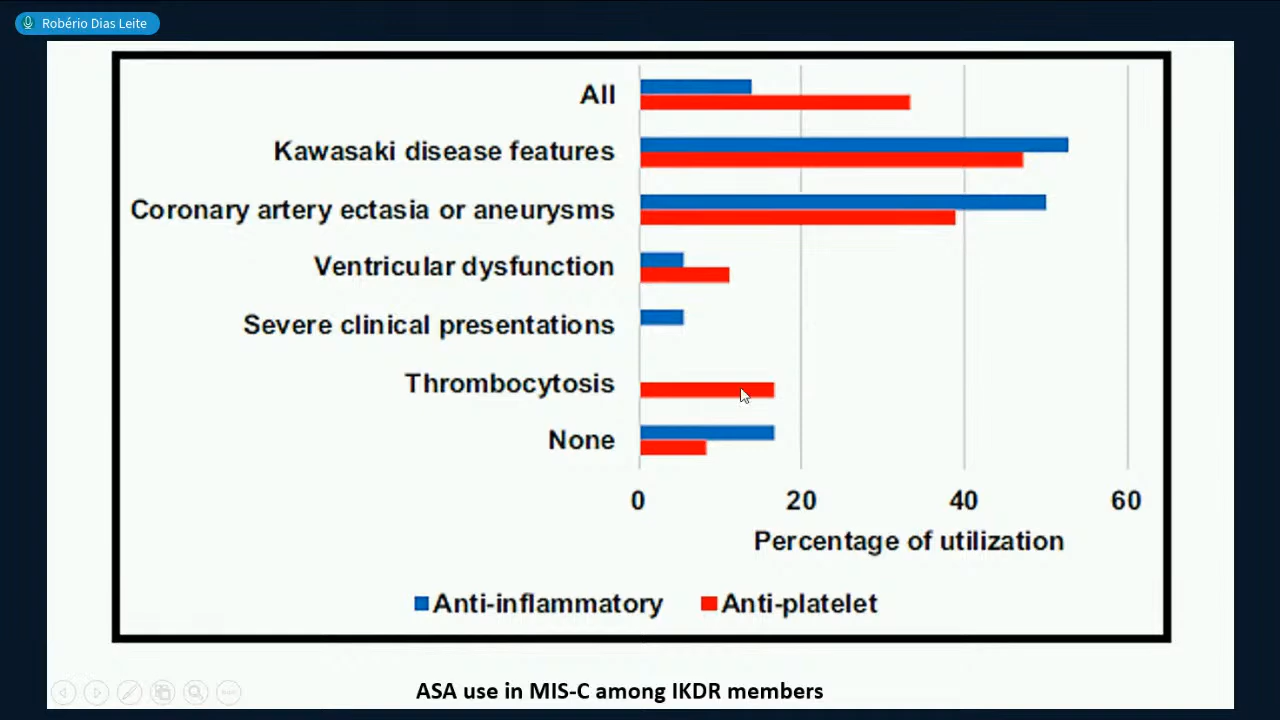 Robério Dias Leite
All
Kawasaki disease features
Coronary artery ectasia or aneurysms
Ventricular dysfunction
Severe clinical presentations
Thrombocytosis
None
0 20 40 60
Percentage of utilization
Anti-inflammatory Anti-platelet
ASA use in MIS-C among IKDR members